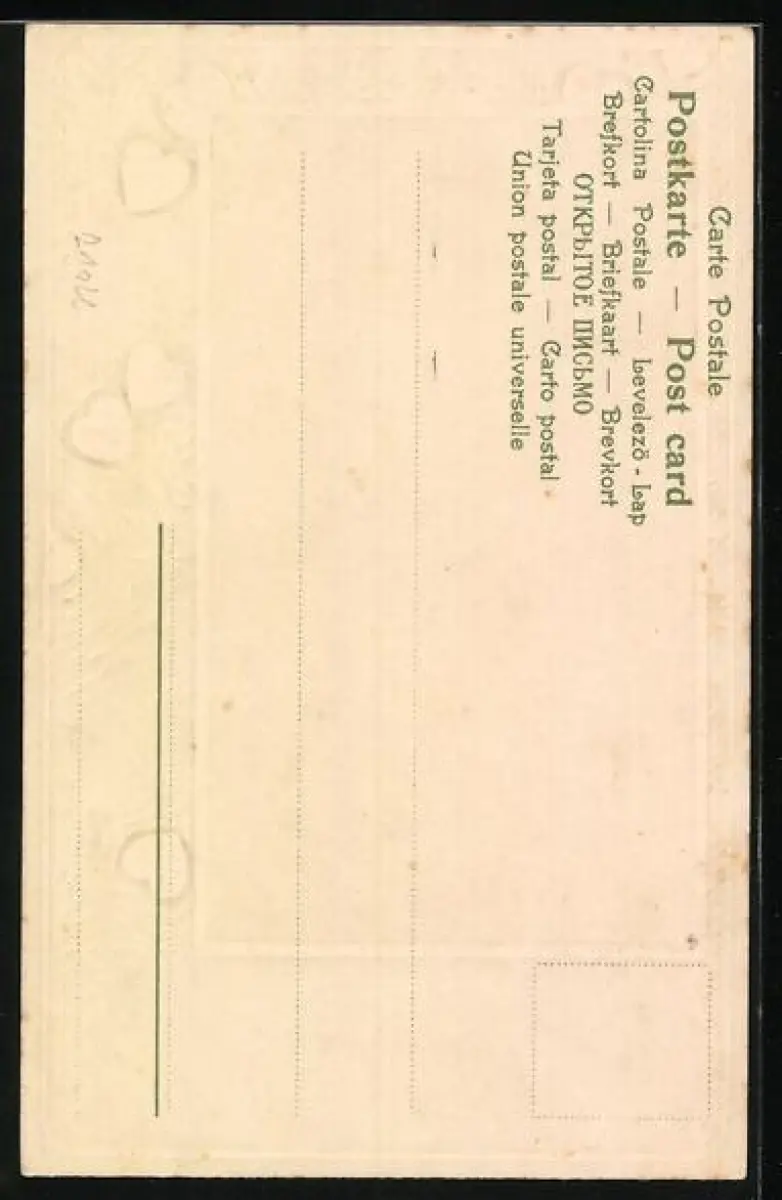 Carte Postale
Postkarte — Post card
Cartolina Postale — Levelezö-Lap
Brefkort — Briefkaart — Brevkort
ОТКРЫТОЕ ПИСЬМО
Tarjeta postal — Carto postal
Union postale universelle